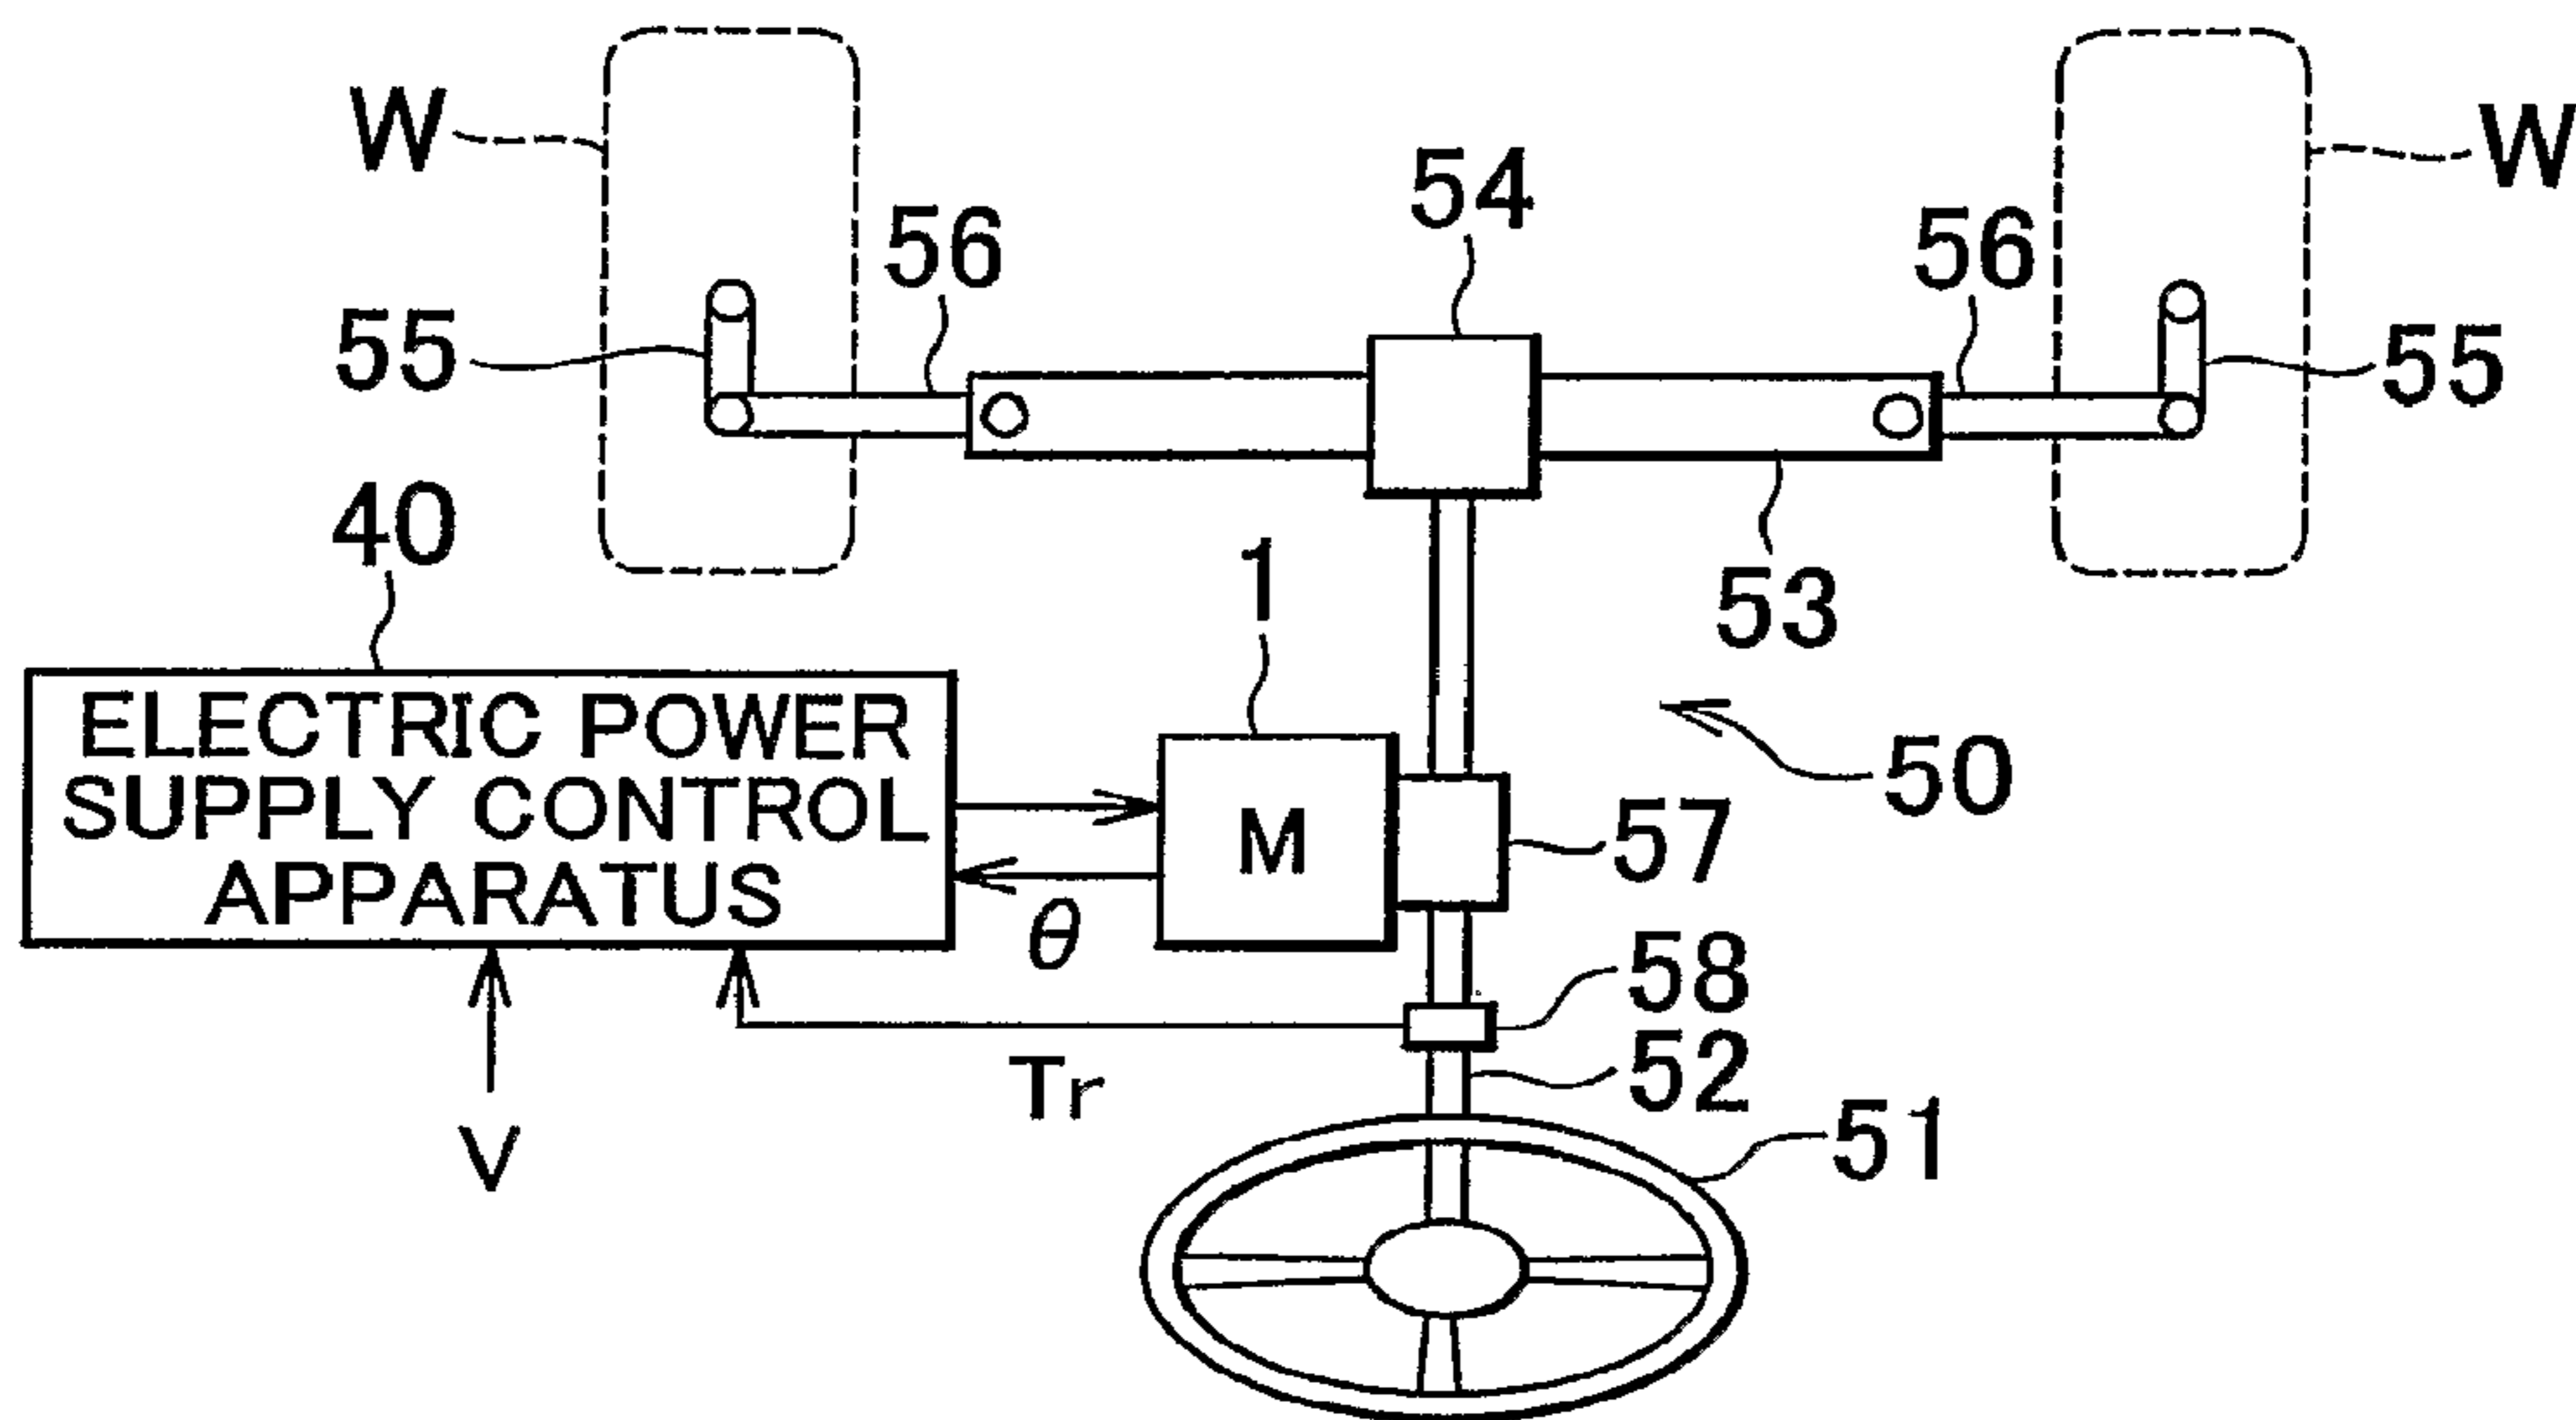 W
W
54
56
56
55
55
40
53
1
ELECTRIC POWER
SUPPLY CONTROL
APPARATUS
50
M
57
θ
58
52
Tr
51
V